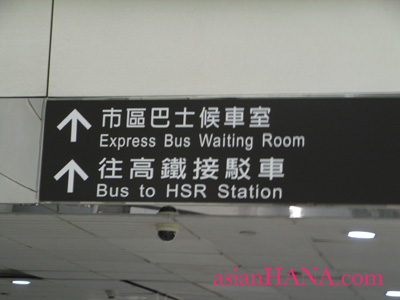 ↑ 市區巴士候車室
Express Bus Waiting Room
↑ 往高鐵接駁車
Bus to HSR Station
asianHANA.com